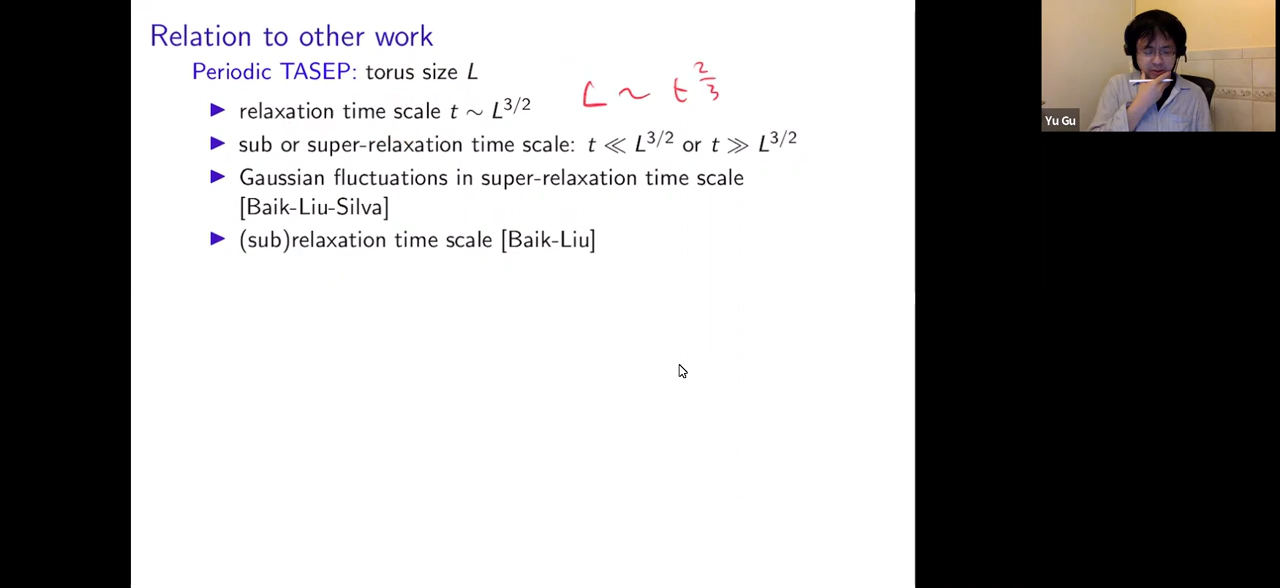 Relation to other work
Periodic TASEP: torus size L
▶ relaxation time scale t ∼ L^{3/2}
L ∼ t^{2/3}
▶ sub or super-relaxation time scale: t ≪ L^{3/2} or t ≫ L^{3/2}
▶ Gaussian fluctuations in super-relaxation time scale
[Baik-Liu-Silva]
▶ (sub)relaxation time scale [Baik-Liu]
Yu Gu